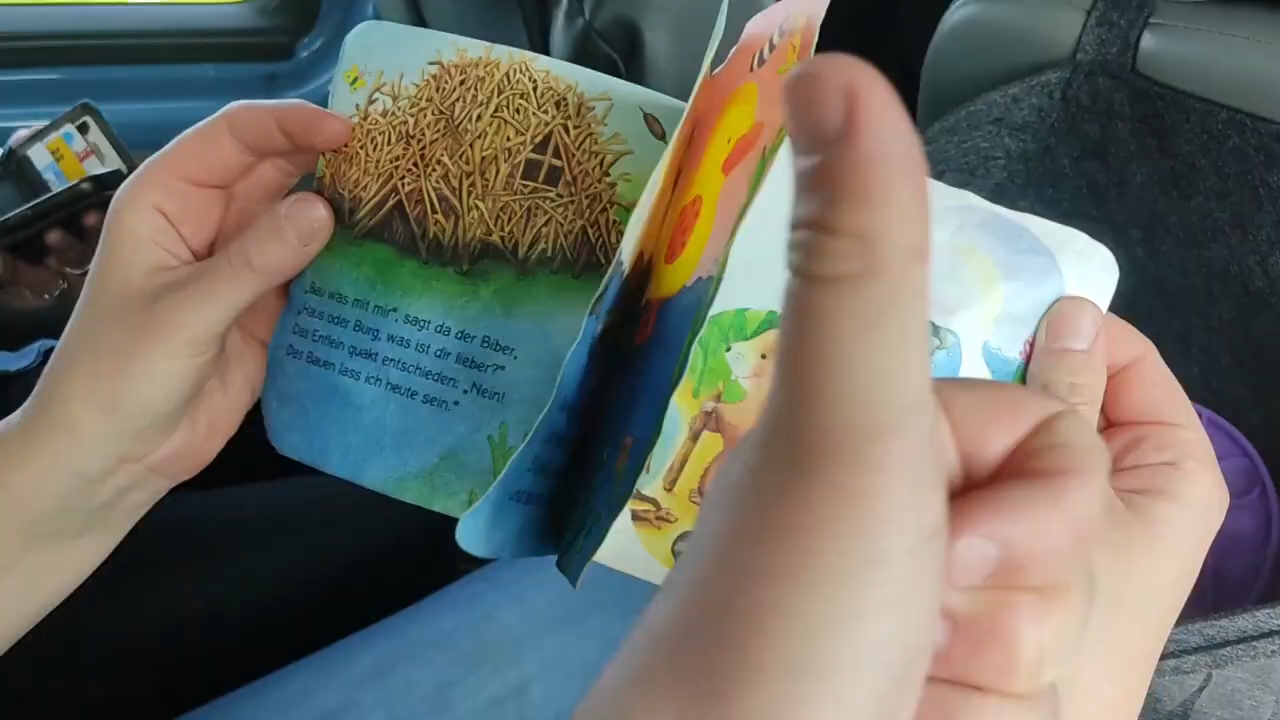 „Bau was mit mir“, sagt da der Biber,
„Haus oder Burg, was ist dir lieber?“
Das Entlein quakt entschieden: „Nein!
Das Bauen lass ich heute sein.“